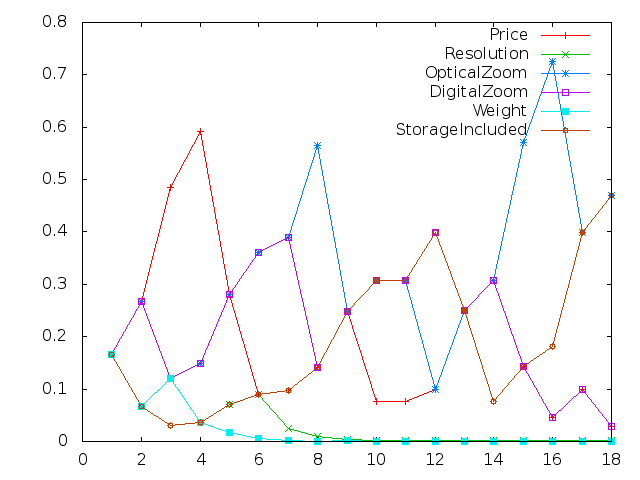 0.8
0.7
0.6
0.5
0.4
0.3
0.2
0.1
0
0 2 4 6 8 10 12 14 16 18
Price
Resolution
OpticalZoom
DigitalZoom
Weight
StorageIncluded